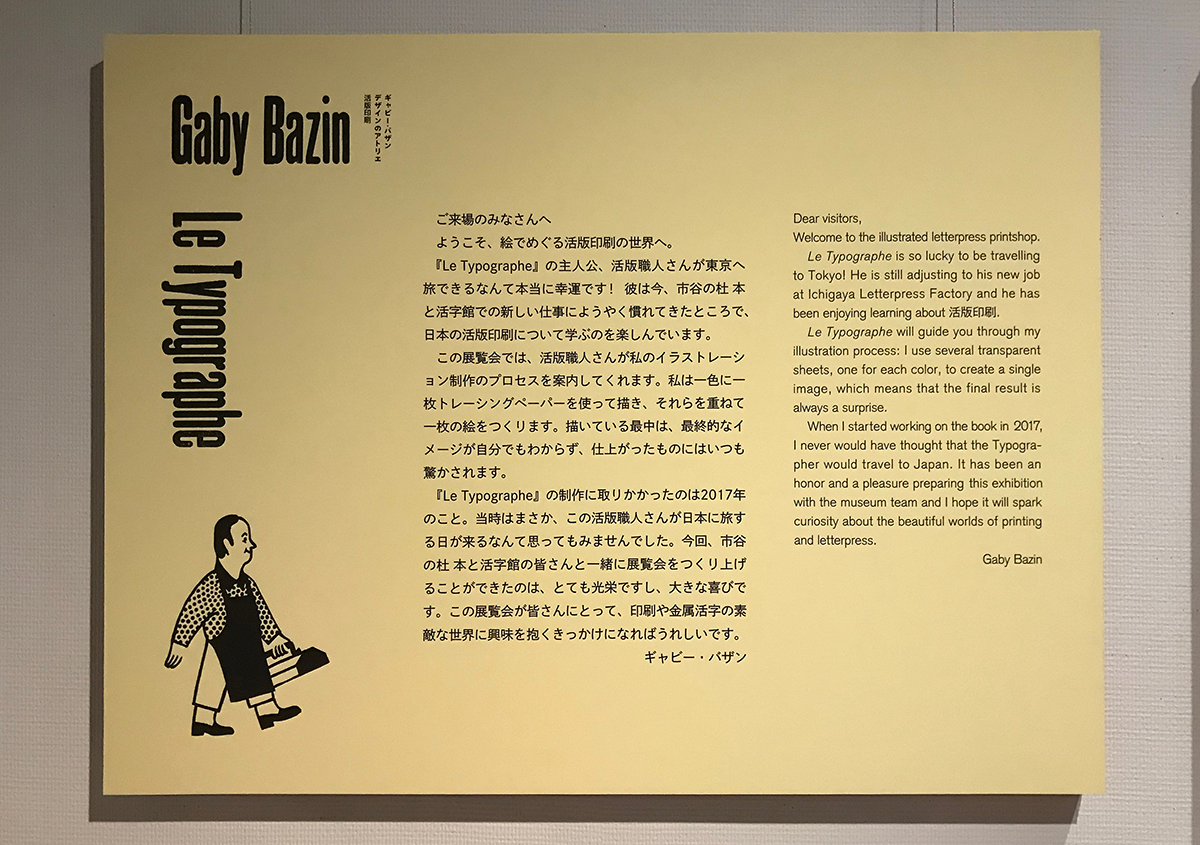 Gaby Bazin
ギャビー・バザン
デザインのアトリエ
活版印刷
Le Typographe
ご来場のみなさんへ
ようこそ、絵でめぐる活版印刷の世界へ。
『Le Typographe』の主人公、活版職人さんが東京へ
旅できるなんて本当に幸運です! 彼は今、市谷の杜 本
と活字館での新しい仕事にようやく慣れてきたところで、
日本の活版印刷について学ぶのを楽しんでいます。
この展覧会では、活版職人さんが私のイラストレーシ
ョン制作のプロセスを案内してくれます。私は一色に一
枚トレーシングペーパーを使って描き、それらを重ねて
一枚の絵をつくります。描いている最中は、最終的なイ
メージが自分でもわからず、仕上がったものにはいつも
驚かされます。
『Le Typographe』の制作に取りかかったのは2017年
のこと。当時はまさか、この活版職人さんが日本に旅す
る日が来るなんて思ってもみませんでした。今回、市谷
の杜 本と活字館の皆さんと一緒に展覧会をつくり上げ
ることができたのは、とても光栄ですし、大きな喜びで
す。この展覧会が皆さんにとって、印刷や金属活字の素
敵な世界に興味を抱くきっかけになればうれしいです。
ギャビー・バザン
Dear visitors,
Welcome to the illustrated letterpress printshop.
Le Typographe is so lucky to be travelling
to Tokyo! He is still adjusting to his new job
at Ichigaya Letterpress Factory and he has
been enjoying learning about 活版印刷.
Le Typographe will guide you through my
illustration process: I use several transparent
sheets, one for each color, to create a single
image, which means that the final result is
always a surprise.
When I started working on the book in 2017,
I never would have thought that the Typogra-
pher would travel to Japan. It has been an
honor and a pleasure preparing this exhibition
with the museum team and I hope it will spark
curiosity about the beautiful worlds of printing
and letterpress.
Gaby Bazin